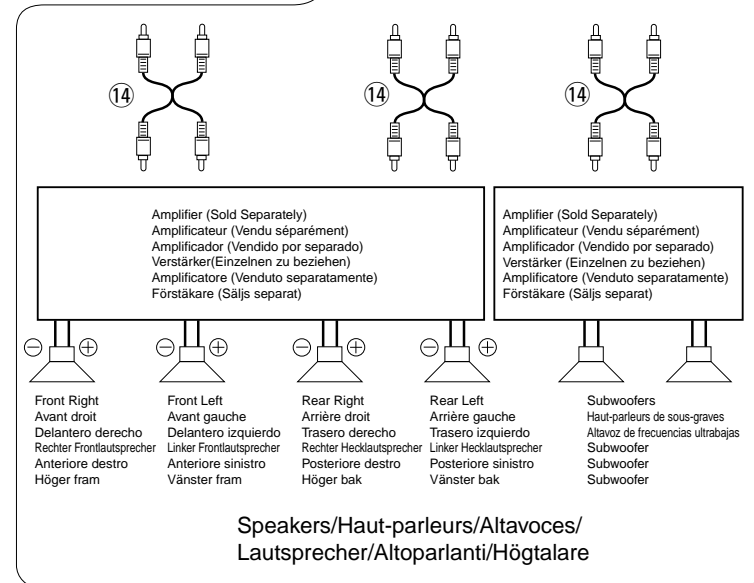 ⑭
⑭
⑭
Amplifier (Sold Separately)
Amplificateur (Vendu séparément)
Amplificador (Vendido por separado)
Verstärker(Einzelnen zu beziehen)
Amplificatore (Venduto separatamente)
Förstäkare (Säljs separat)
Amplifier (Sold Separately)
Amplificateur (Vendu séparément)
Amplificador (Vendido por separado)
Verstärker (Einzelnen zu beziehen)
Amplificatore (Venduto separatamente)
Förstäkare (Säljs separat)
⊖ ⊕ ⊖ ⊕ ⊖ ⊕ ⊖ ⊕
Front Right
Avant droit
Delantero derecho
Rechter Frontlautsprecher
Anteriore destro
Höger fram
Front Left
Avant gauche
Delantero izquierdo
Linker Frontlautsprecher
Anteriore sinistro
Vänster fram
Rear Right
Arrière droit
Trasero derecho
Rechter Hecklautsprecher
Posteriore destro
Höger bak
Rear Left
Arrière gauche
Trasero izquierdo
Linker Hecklautsprecher
Posteriore sinistro
Vänster bak
Subwoofers
Haut-parleurs de sous-graves
Altavoz de frecuencias ultrabajas
Subwoofer
Subwoofer
Subwoofer
Speakers/Haut-parleurs/Altavoces/
Lautsprecher/Altoparlanti/Högtalare